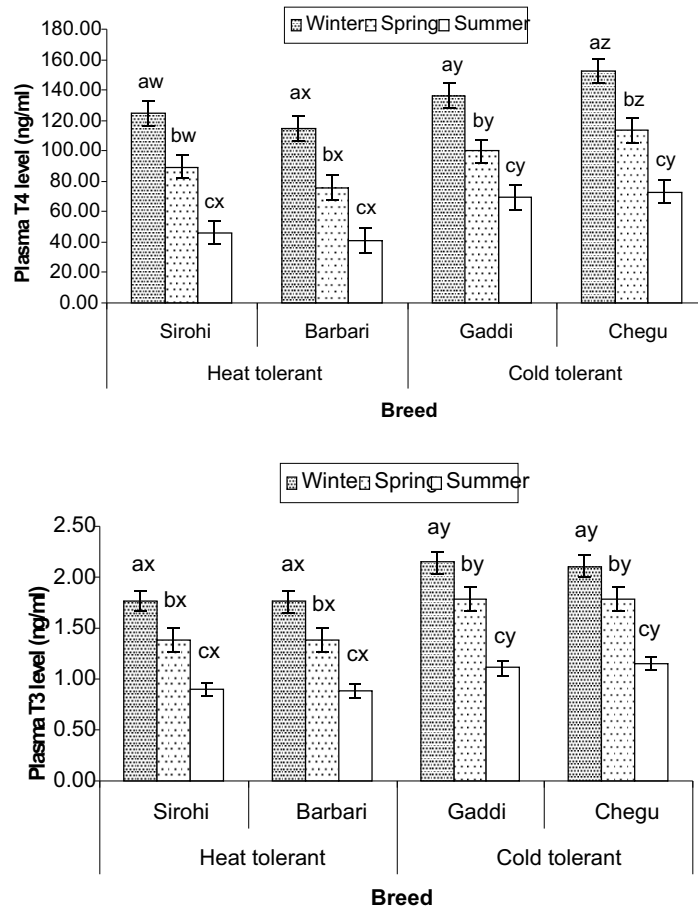 Winter Spring Summer
180.00
160.00
140.00
120.00
100.00
80.00
60.00
40.00
20.00
0.00
Plasma T4 level (ng/ml)
aw bw cx ax bx cx ay by cy az bz cy
Sirohi Barbari Gaddi Chegu
Heat tolerant Cold tolerant
Breed
Winter Spring Summer
2.50
2.00
1.50
1.00
0.50
0.00
Plasma T3 level (ng/ml)
ax bx cx ax bx cx ay by cy ay by cy
Sirohi Barbari Gaddi Chegu
Heat tolerant Cold tolerant
Breed